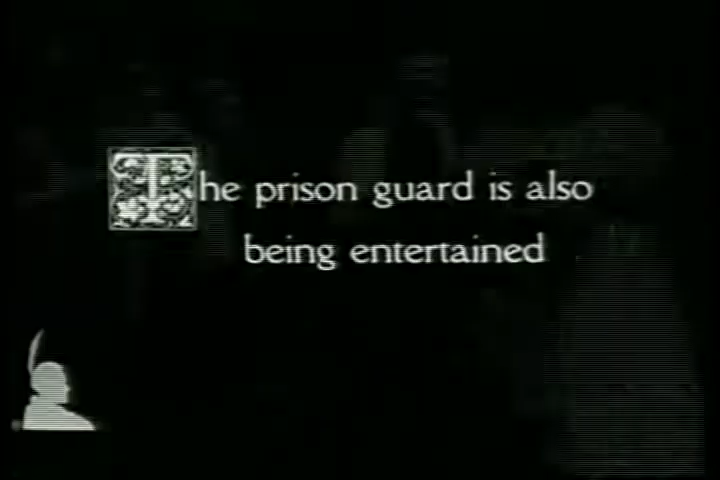 The prison guard is also
being entertained